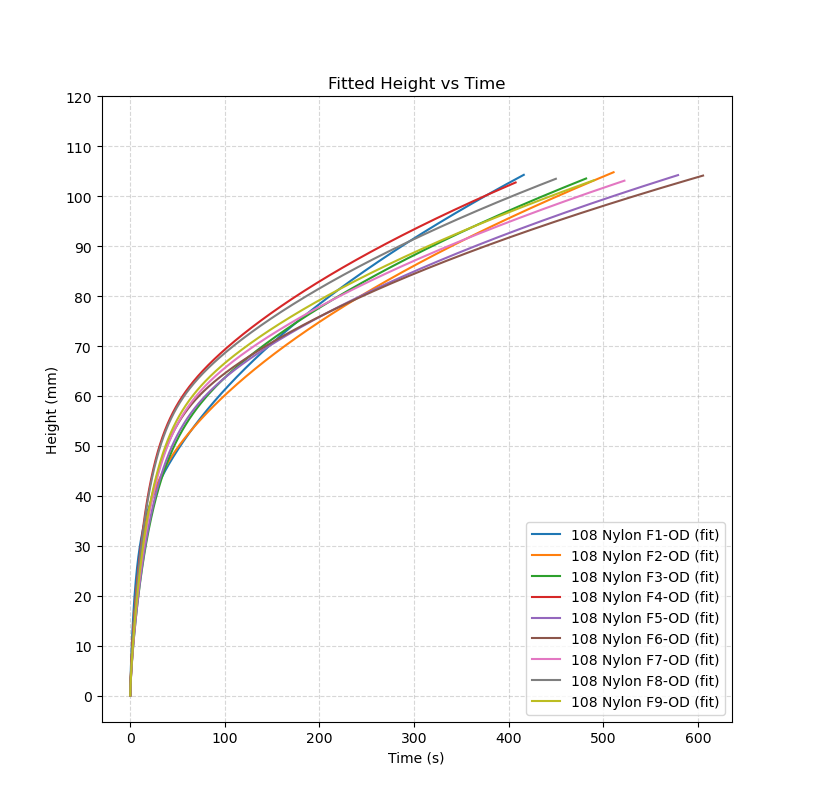 Fitted Height vs Time
120
110
100
90
80
70
60
50
40
30
20
10
0
Height (mm)
0 100 200 300 400 500 600
Time (s)
108 Nylon F1-OD (fit)
108 Nylon F2-OD (fit)
108 Nylon F3-OD (fit)
108 Nylon F4-OD (fit)
108 Nylon F5-OD (fit)
108 Nylon F6-OD (fit)
108 Nylon F7-OD (fit)
108 Nylon F8-OD (fit)
108 Nylon F9-OD (fit)